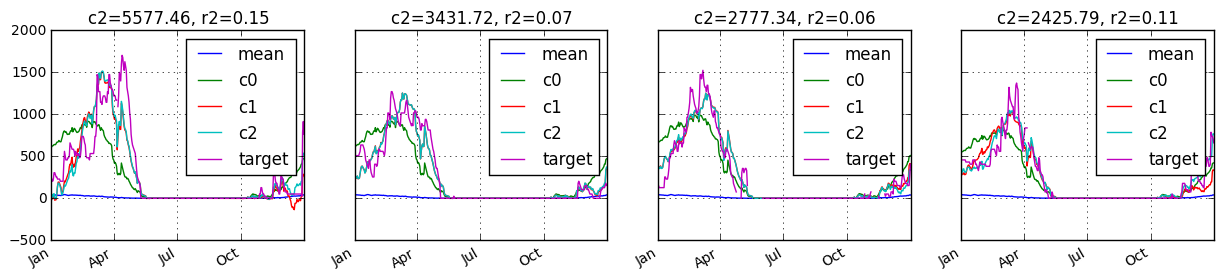 c2=5577.46, r2=0.15
c2=3431.72, r2=0.07
c2=2777.34, r2=0.06
c2=2425.79, r2=0.11
2000
1500
1000
500
0
−500
mean
c0
c1
c2
target
mean
c0
c1
c2
target
mean
c0
c1
c2
target
mean
c0
c1
c2
target
Jan
Apr
Jul
Oct
Jan
Apr
Jul
Oct
Jan
Apr
Jul
Oct
Jan
Apr
Jul
Oct